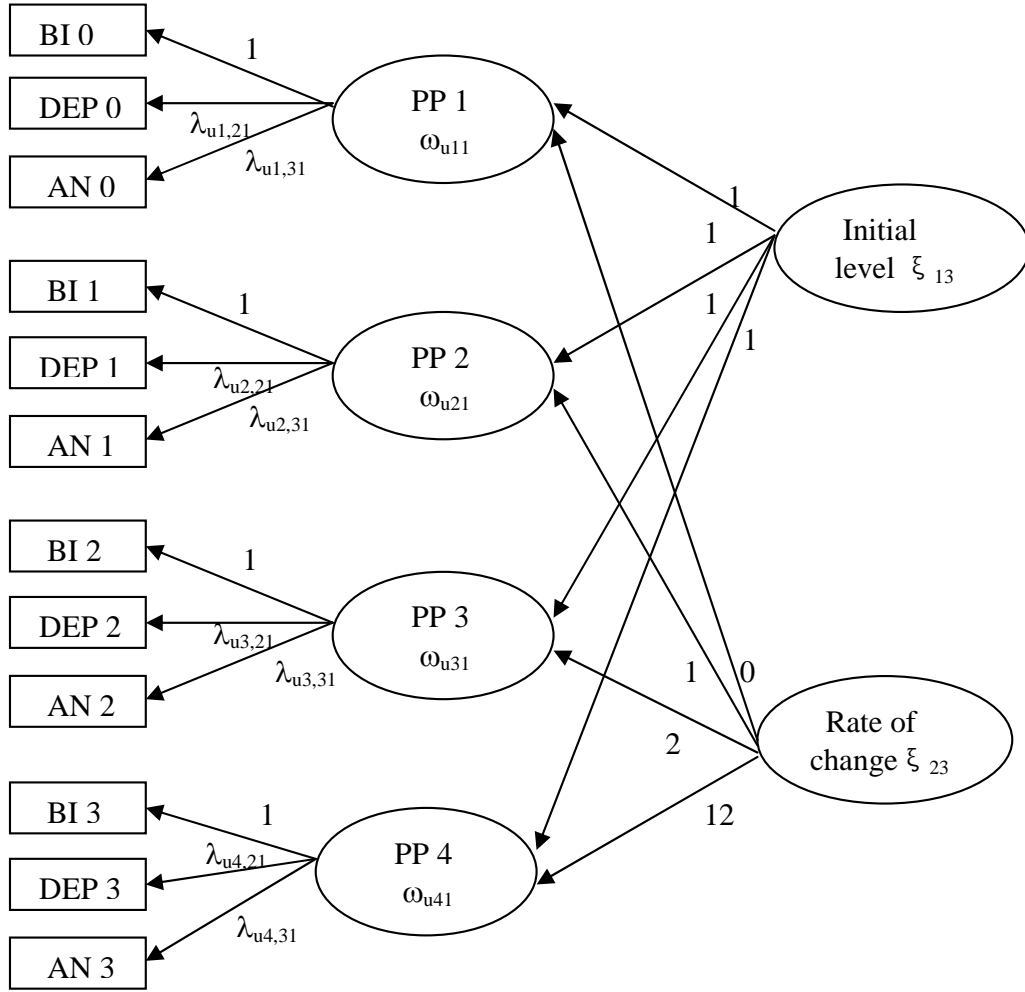 BI 0
DEP 0
AN 0
1
λu1,21
λu1,31
PP 1
ωu11
BI 1
DEP 1
AN 1
1
λu2,21
λu2,31
PP 2
ωu21
BI 2
DEP 2
AN 2
1
λu3,21
λu3,31
PP 3
ωu31
BI 3
DEP 3
AN 3
1
λu4,21
λu4,31
PP 4
ωu41
1
1
1
1
Initial
level ξ 13
1
0
2
12
Rate of
change ξ 23